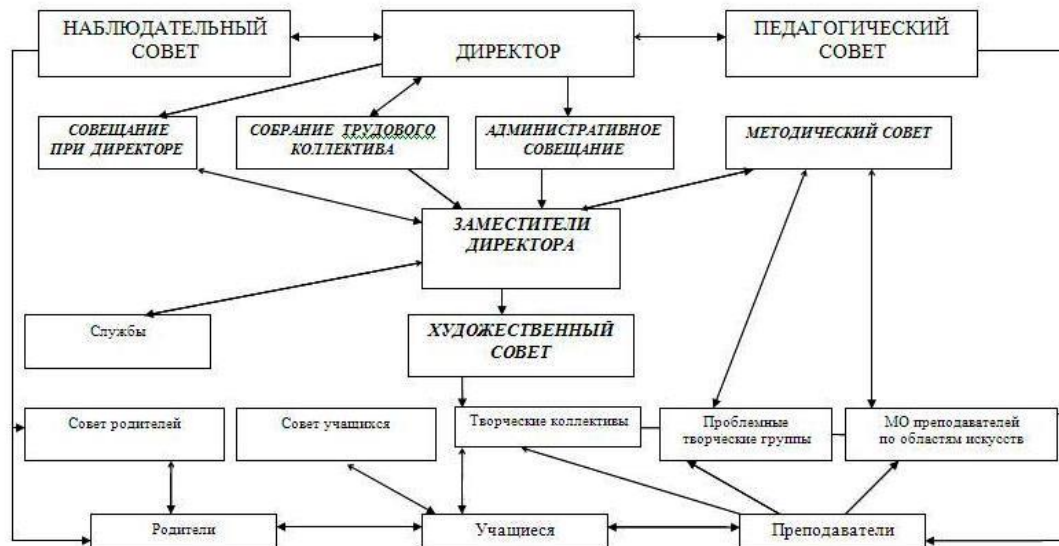 НАБЛЮДАТЕЛЬНЫЙ
СОВЕТ
ДИРЕКТОР
ПЕДАГОГИЧЕСКИЙ
СОВЕТ
СОВЕЩАНИЕ
ПРИ ДИРЕКТОРЕ
СОБРАНИЕ ТРУДОВОГО
КОЛЛЕКТИВА
АДМИНИСТРАТИВНОЕ
СОВЕЩАНИЕ
МЕТОДИЧЕСКИЙ СОВЕТ
ЗАМЕСТИТЕЛИ
ДИРЕКТОРА
Службы
ХУДОЖЕСТВЕННЫЙ
СОВЕТ
Совет родителей
Совет учащихся
Творческие коллективы
Проблемные
творческие группы
МО преподавателей
по областям искусств
Родители
Учащиеся
Преподаватели